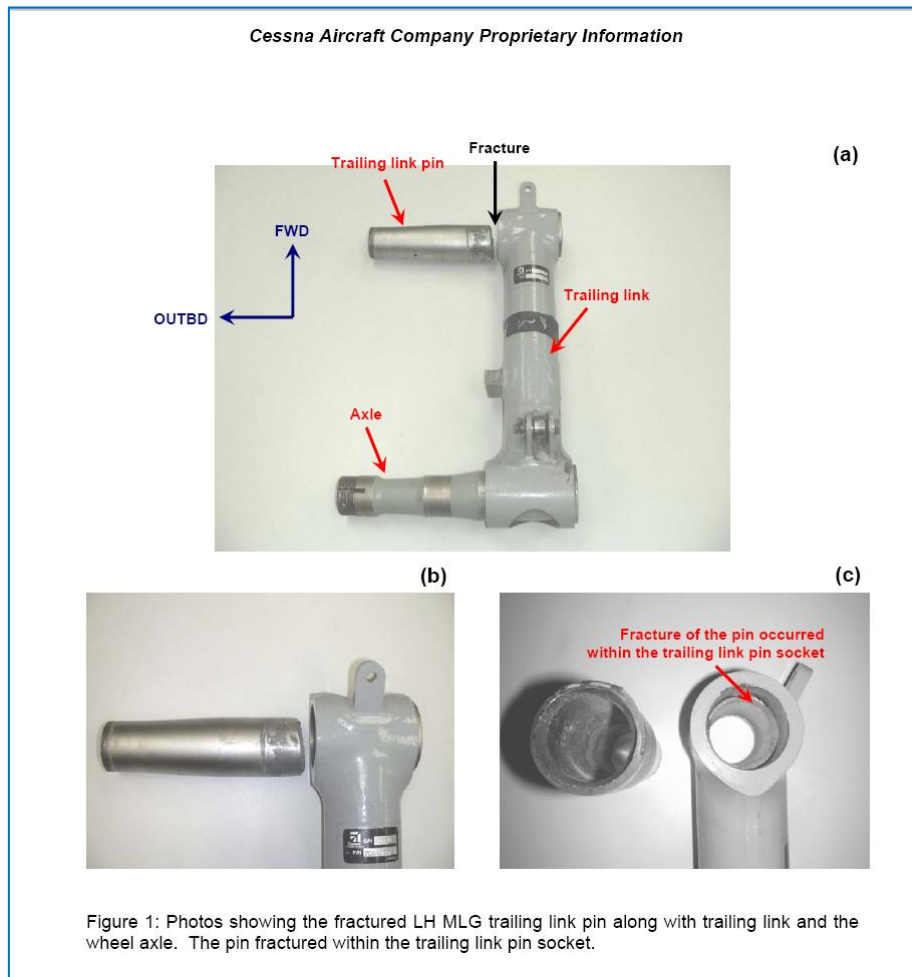 Cessna Aircraft Company Proprietary Information
(a)
Fracture
Trailing link pin
FWD
Trailing link
OUTBD
Axle
(b)
(c)
Fracture of the pin occurred
within the trailing link pin socket
S/N
P/N
Figure 1: Photos showing the fractured LH MLG trailing link pin along with trailing link and the
wheel axle. The pin fractured within the trailing link pin socket.